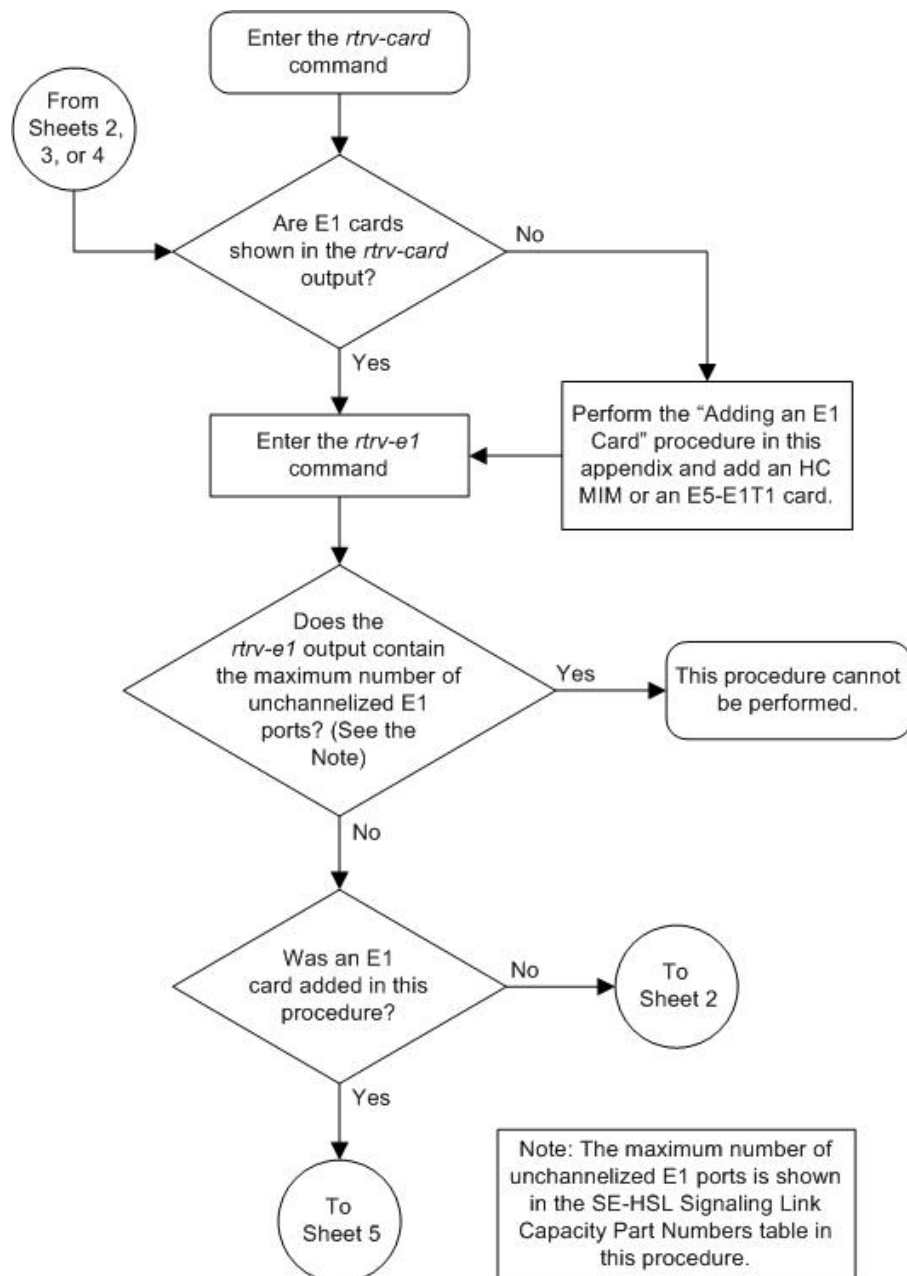 Enter the rtrv-card
command
From
Sheets 2,
3, or 4
Are E1 cards
shown in the rtrv-card
output?
No
Yes
Perform the “Adding an E1
Card” procedure in this
appendix and add an HC
MIM or an E5-E1T1 card.
Enter the rtrv-e1
command
Does the
rtrv-e1 output contain
the maximum number of
unchannelized E1
ports? (See the
Note)
Yes
This procedure cannot
be performed.
No
Was an E1
card added in this
procedure?
No
To
Sheet 2
Yes
To
Sheet 5
Note: The maximum number of
unchannelized E1 ports is shown
in the SE-HSL Signaling Link
Capacity Part Numbers table in
this procedure.